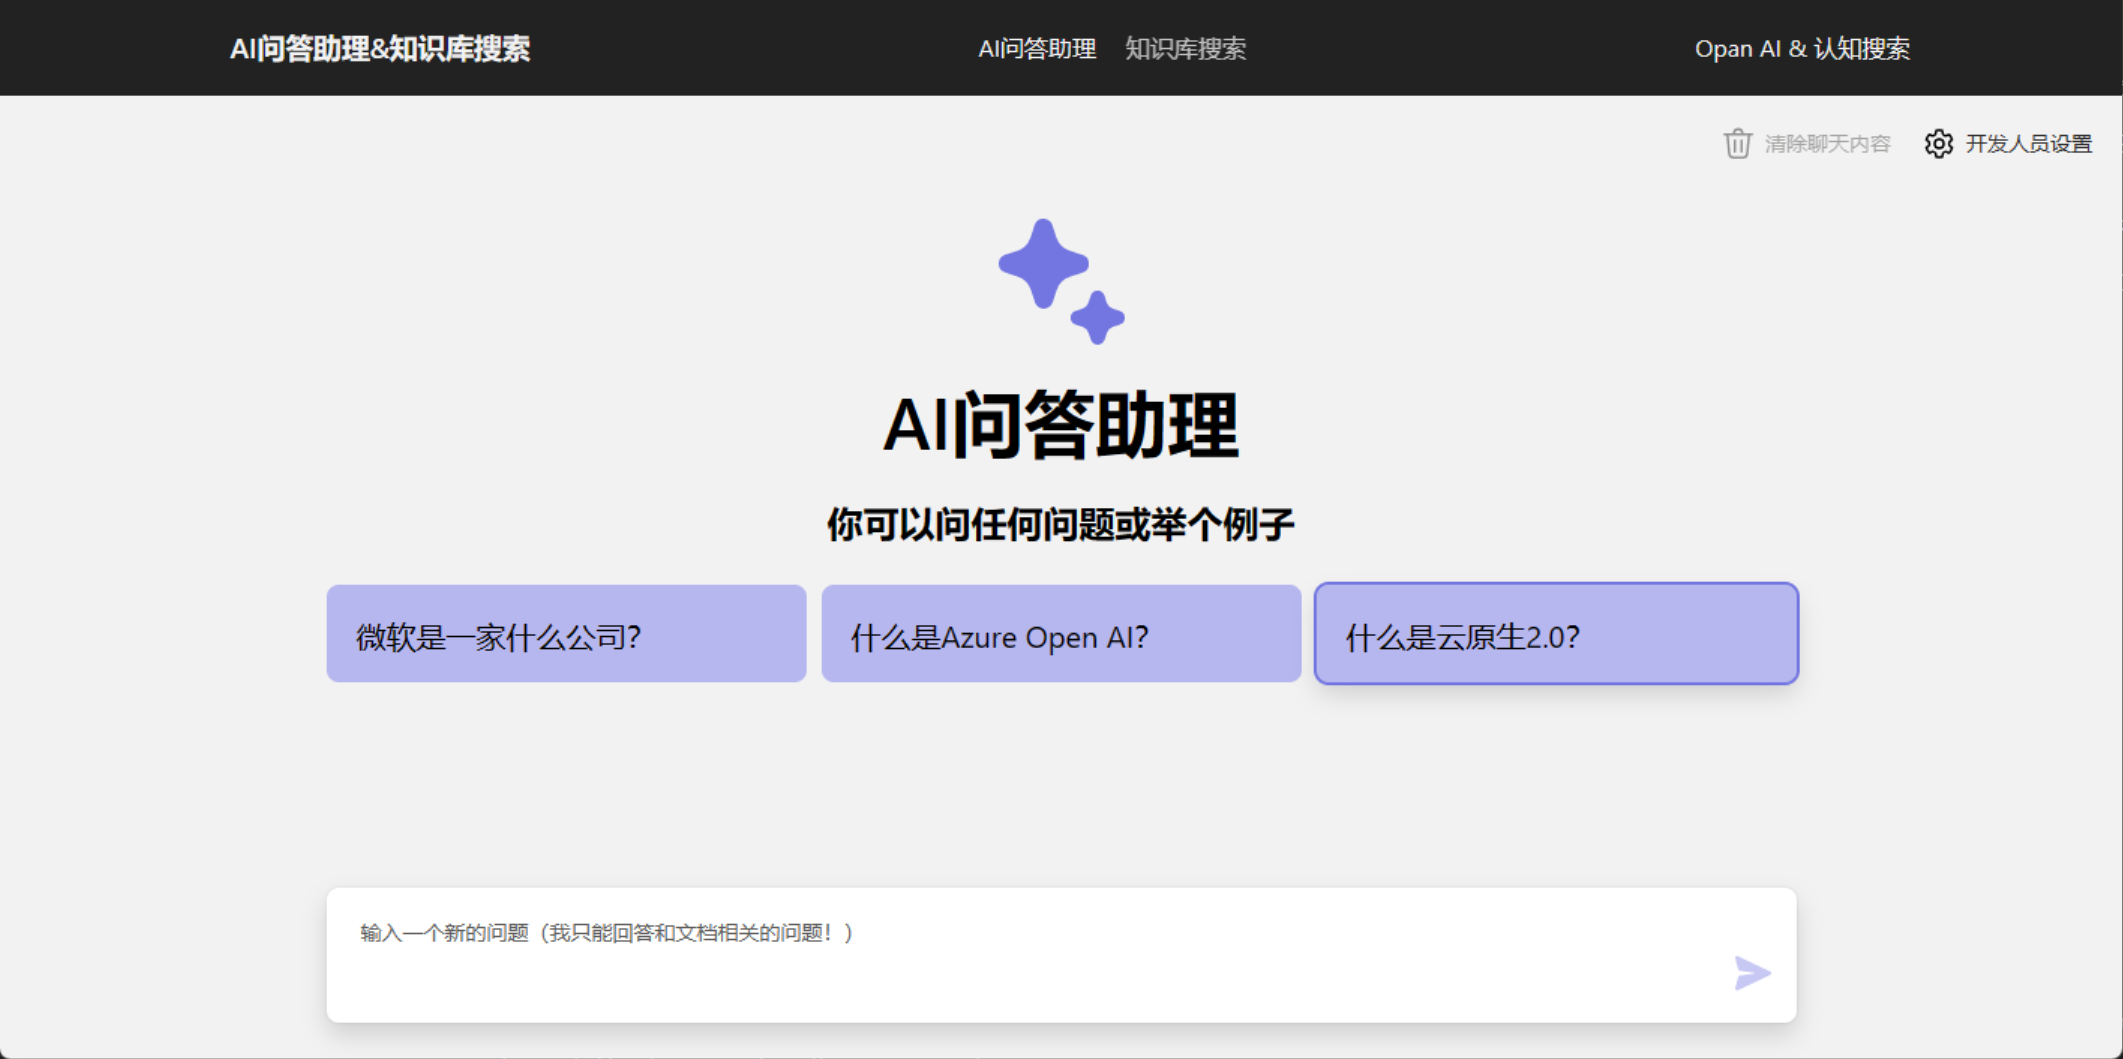 AI问答助理&知识库搜索
AI问答助理 知识库搜索
Opan AI & 认知搜索
清除聊天内容 开发人员设置
AI问答助理
你可以问任何问题或举个例子
微软是一家什么公司?
什么是Azure Open AI?
什么是云原生2.0?
输入一个新的问题（我只能回答和文档相关的问题！）